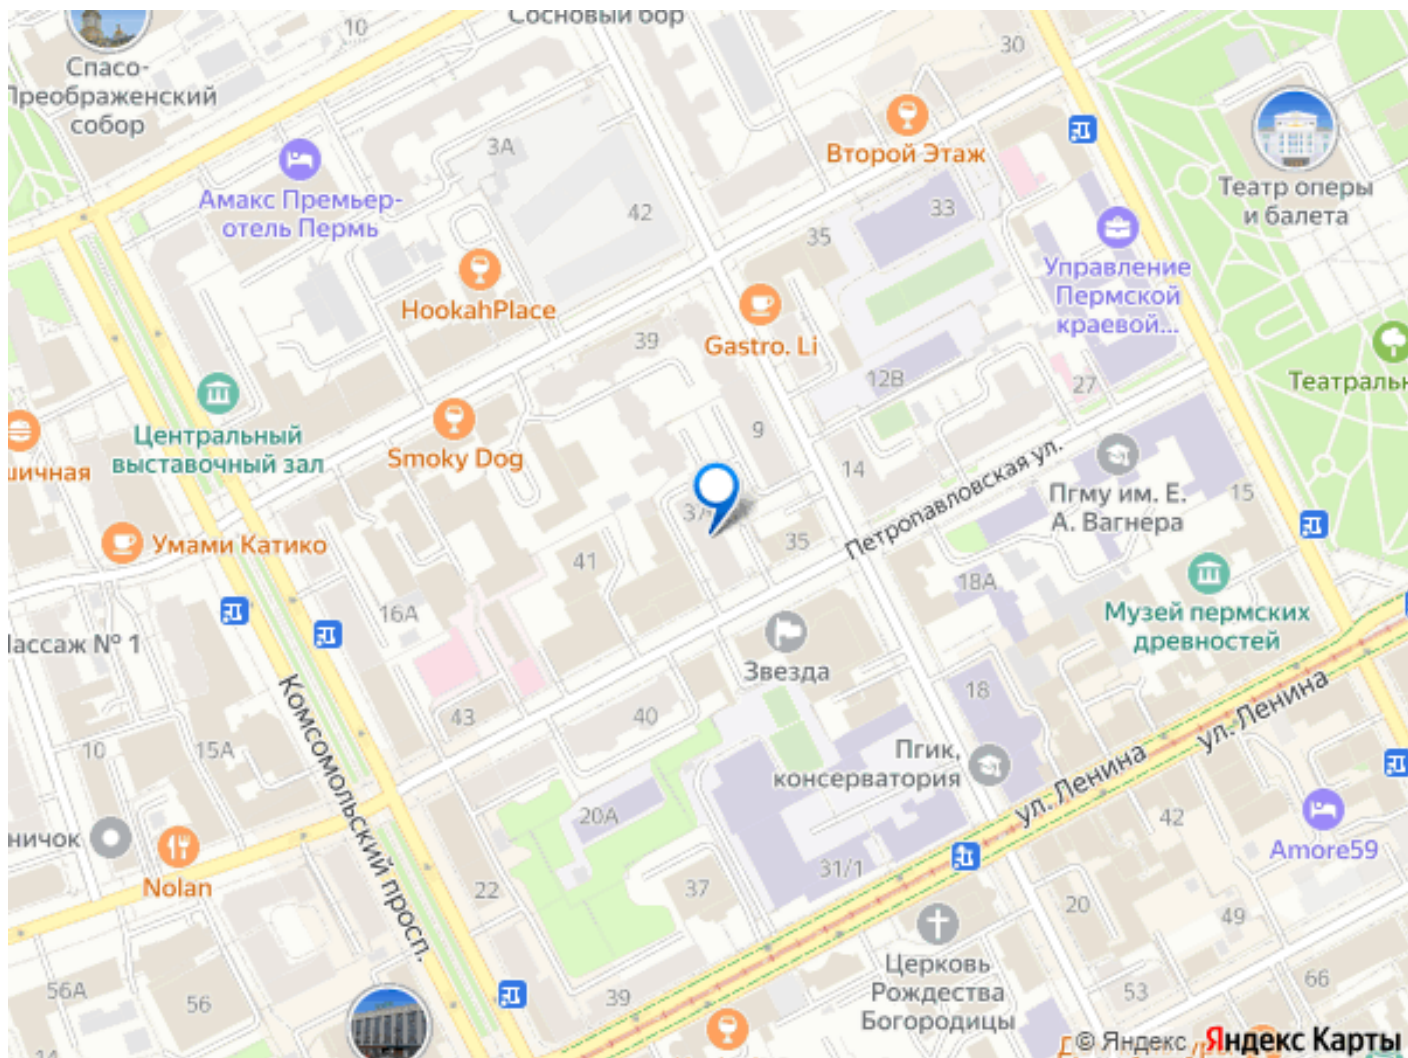 Сосновый бор
10
30
Спасо-
Преображенский
собор
3А
Второй Этаж
Амакс Премьер-
отель Пермь
42
33
35
Театр оперы
и балета
Управление
Пермской
краевой...
HookahPlace
Gastro. Li
39
12В
27
Театральн
Центральный
выставочный зал
Smoky Dog
9
14
Петропавловская ул.
Пгму им. Е.
А. Вагнера
15
37
35
Умами Катико
41
16А
18А
Музей пермских
древностей
ассаж № 1
Звезда
Комсомольский просп.
43
40
18
10
15А
Пгик,
консерватория
ул. Ленина
ул. Ленина
20А
42
ничок
Nolan
22
37
31/1
Amore59
20
49
Церковь
Рождества
Богородицы
56А
56
39
53
66
14
© Яндекс Яндекс Карты